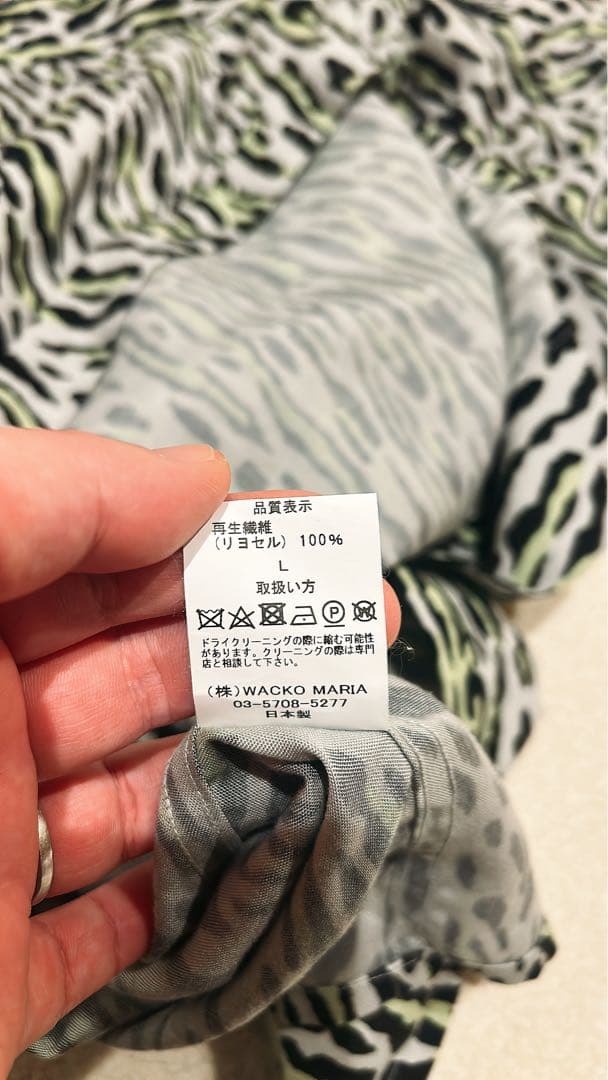 品質表示
再生繊維
(リヨセル) 100%
L
取扱い方
P
W
ドライクリーニングの際に縮む可能性
があります。クリーニングの際は専門
店と相談して下さい。
(株)WACKO MARIA
03-5708-5277
日本製